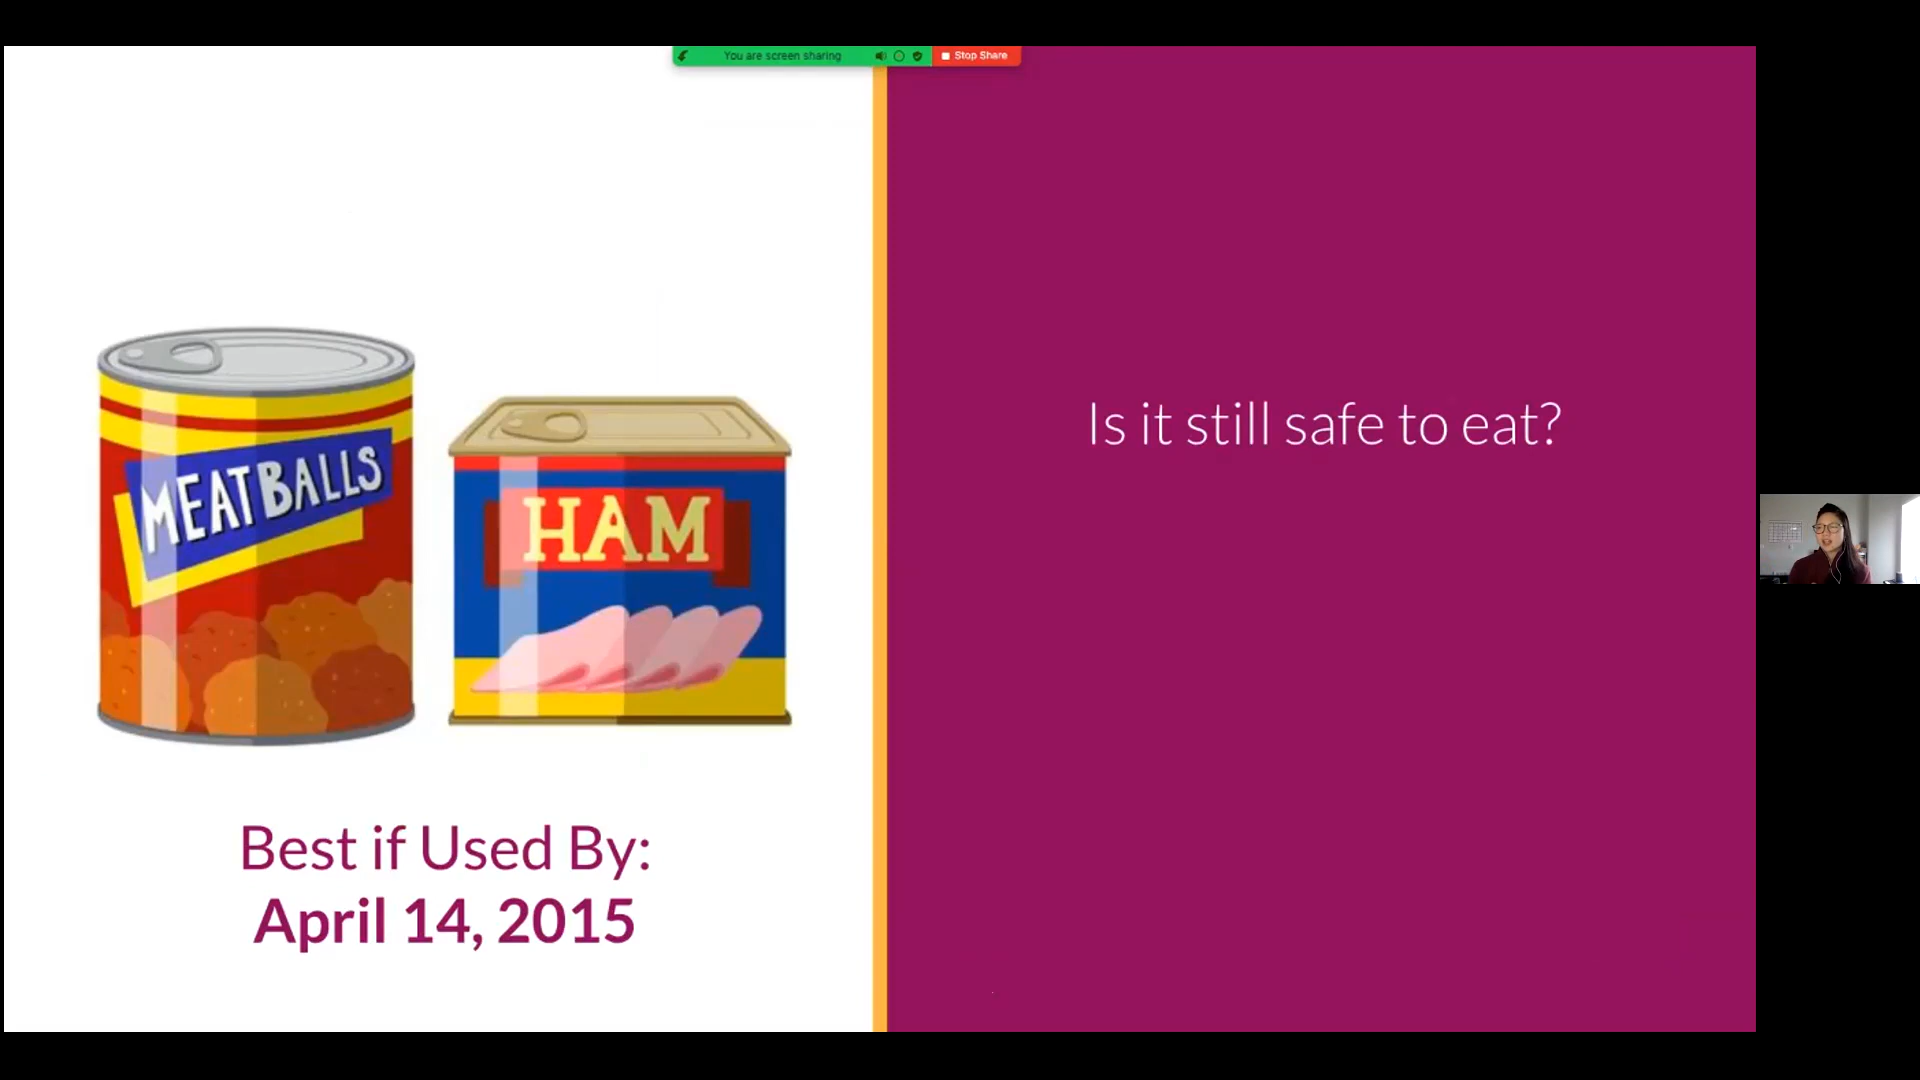 You are screen sharing
Stop Share
MEATBALLS
HAM
Best if Used By:
April 14, 2015
Is it still safe to eat?